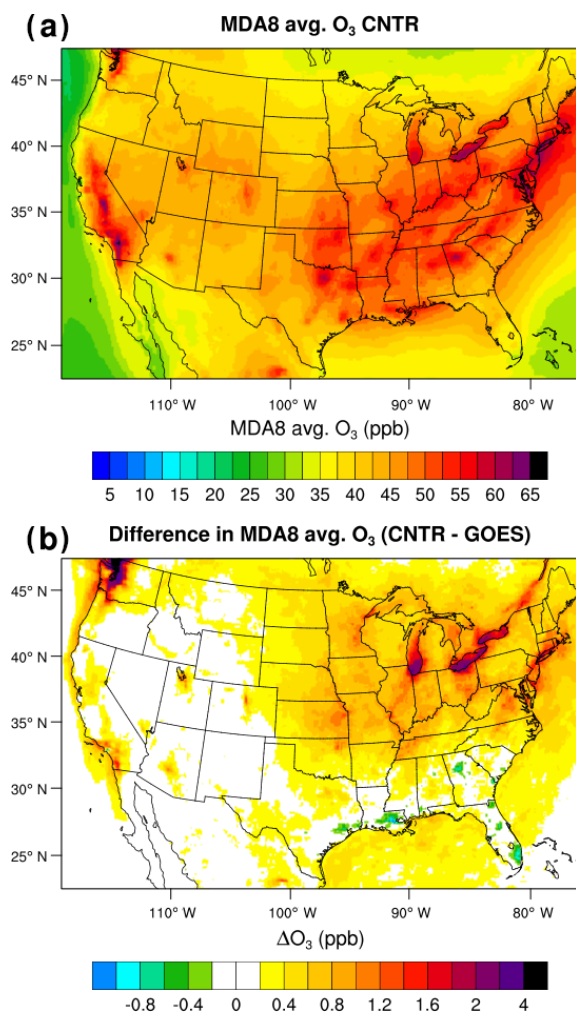 (a) MDA8 avg. O₃ CNTR
45° N
40° N
35° N
30° N
25° N
110° W 100° W 90° W 80° W
MDA8 avg. O₃ (ppb)
5 10 15 20 25 30 35 40 45 50 55 60 65
(b) Difference in MDA8 avg. O₃ (CNTR - GOES)
45° N
40° N
35° N
30° N
25° N
110° W 100° W 90° W 80° W
ΔO₃ (ppb)
-0.8 -0.4 0 0.4 0.8 1.2 1.6 2 4